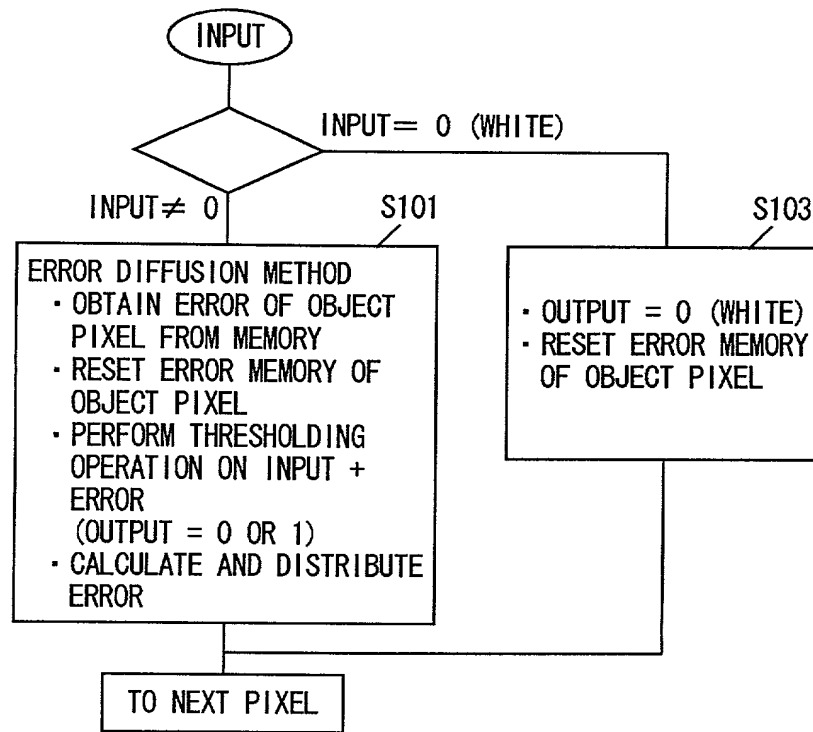 INPUT
INPUT= 0 (WHITE)
INPUT≠ 0
S101
ERROR DIFFUSION METHOD
· OBTAIN ERROR OF OBJECT
PIXEL FROM MEMORY
· RESET ERROR MEMORY OF
OBJECT PIXEL
· PERFORM THRESHOLDING
OPERATION ON INPUT +
ERROR
(OUTPUT = 0 OR 1)
· CALCULATE AND DISTRIBUTE
ERROR
S103
· OUTPUT = 0 (WHITE)
· RESET ERROR MEMORY
OF OBJECT PIXEL
TO NEXT PIXEL